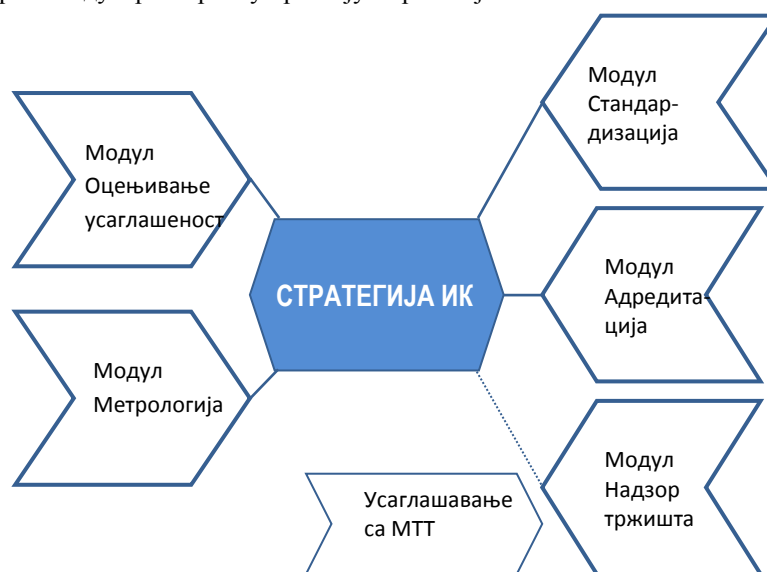 Модул
Стандар-
дизација
Модул
Оцењивање
усаглашеност
СТРАТЕГИЈА ИК
Модул
Адредита-
ција
Модул
Метрологија
Модул
Надзор
тржишта
Усаглашавање
са МТТ